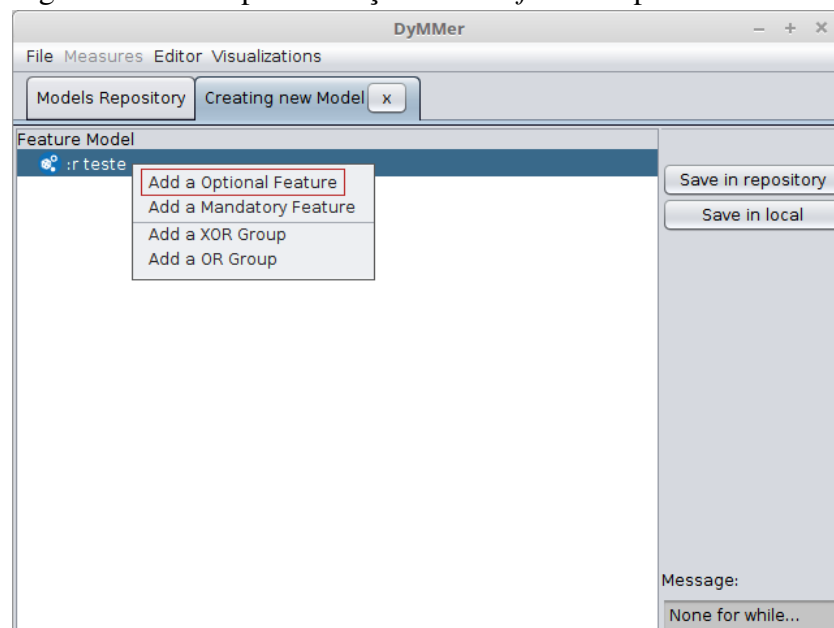 DyMMer
File Measures Editor Visualizations
Models Repository Creating new Model x
Feature Model
:r teste
Add a Optional Feature
Add a Mandatory Feature
Add a XOR Group
Add a OR Group
Save in repository
Save in local
Message:
None for while...